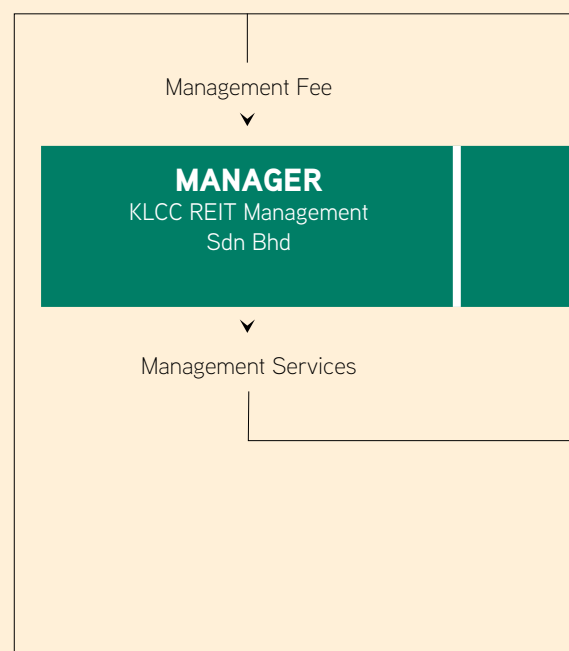 Management Fee
MANAGER
KLCC REIT Management
Sdn Bhd
Management Services